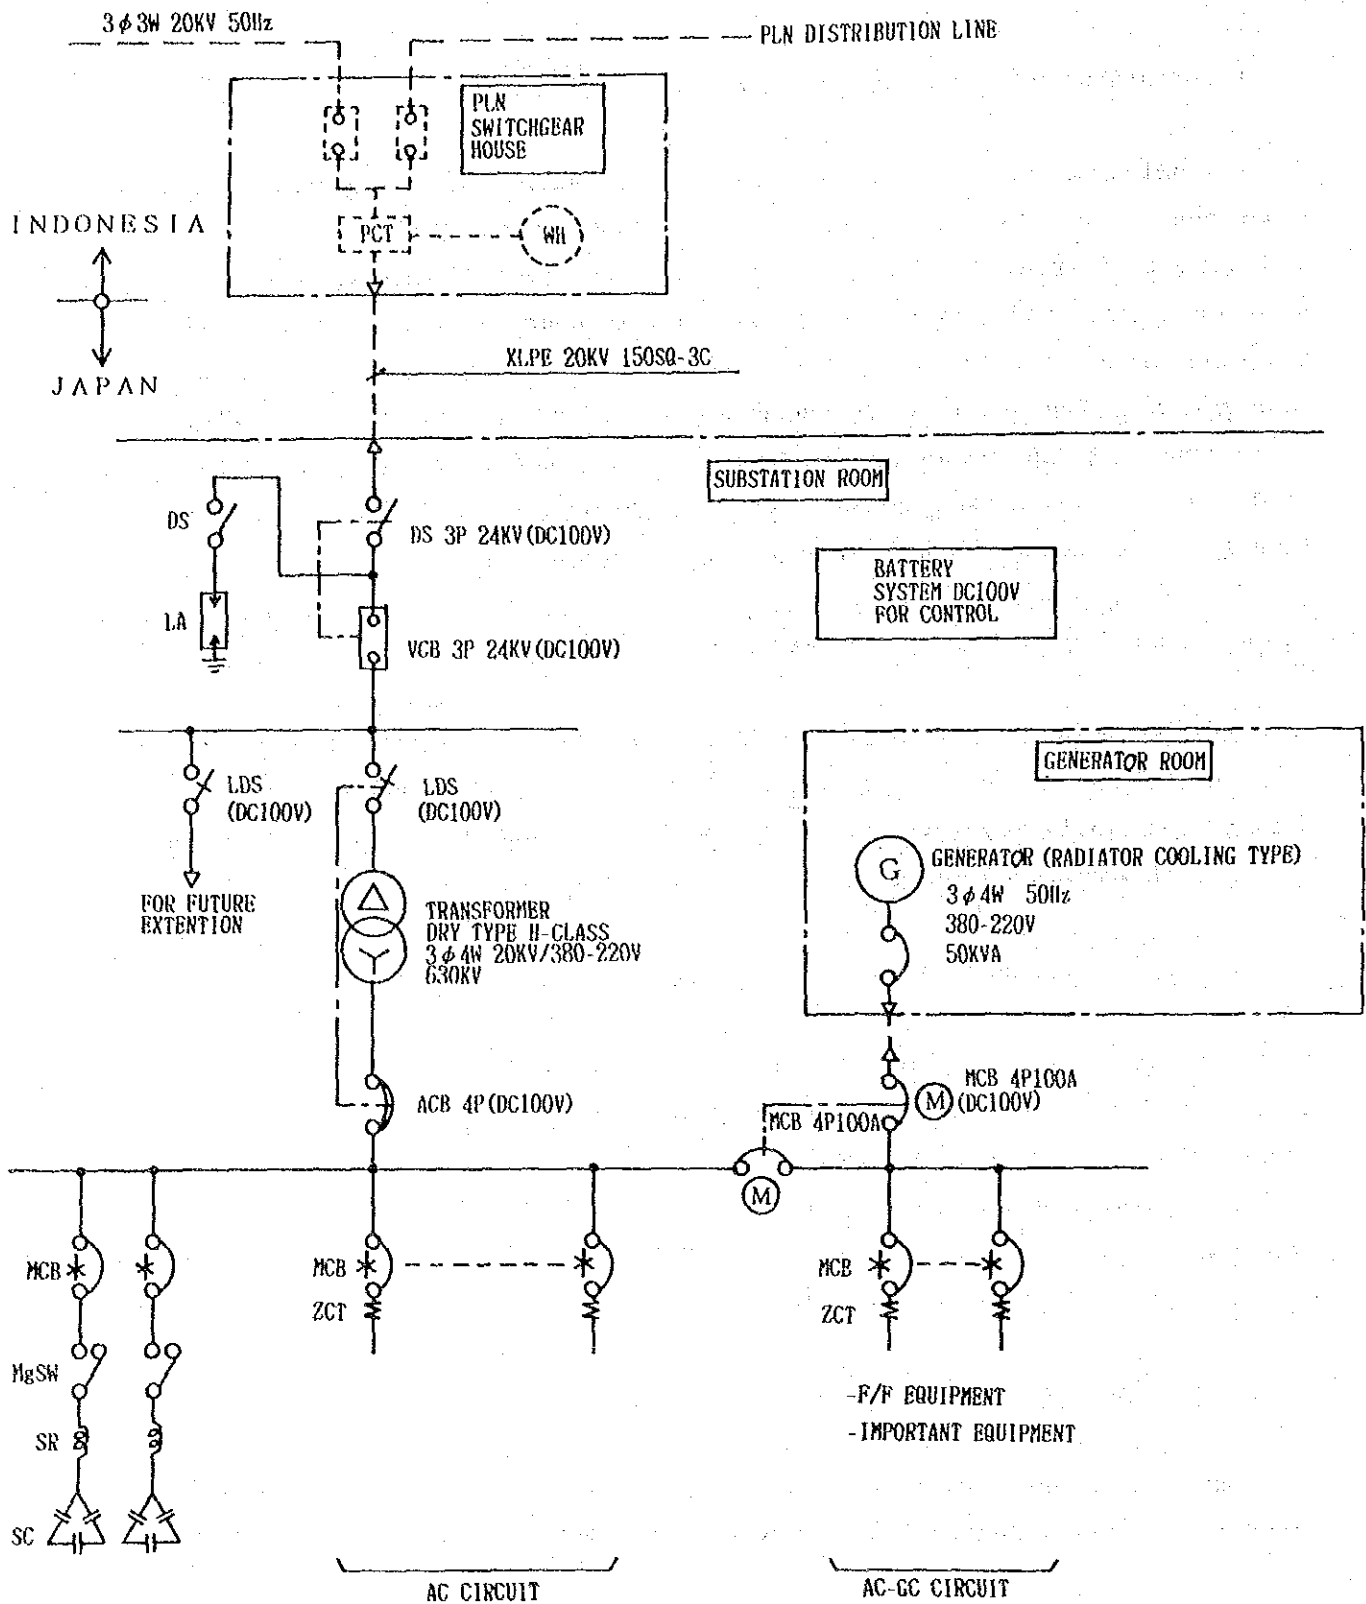 3φ3W 20KV 50Hz
PLN DISTRIBUTION LINE
PLN
SWITCHGEAR
HOUSE
PCT
WH
INDONESIA
JAPAN
XLPE 20KV 150SQ-3C
SUBSTATION ROOM
DS
DS 3P 24KV(DC100V)
BATTERY
SYSTEM DC100V
FOR CONTROL
LA
VCB 3P 24KV(DC100V)
GENERATOR ROOM
LDS
(DC100V)
LDS
(DC100V)
FOR FUTURE
EXTENTION
TRANSFORMER
DRY TYPE H-CLASS
3φ4W 20KV/380-220V
630KV
G
GENERATOR (RADIATOR COOLING TYPE)
3φ4W 50Hz
380-220V
50KVA
ACB 4P(DC100V)
MCB 4P100A
M
MCB 4P100A
(DC100V)
M
MCB
MCB
ZCT
MCB
ZCT
MgSW
SR
SC
-F/F EQUIPMENT
-IMPORTANT EQUIPMENT
AC CIRCUIT
AC-GC CIRCUIT